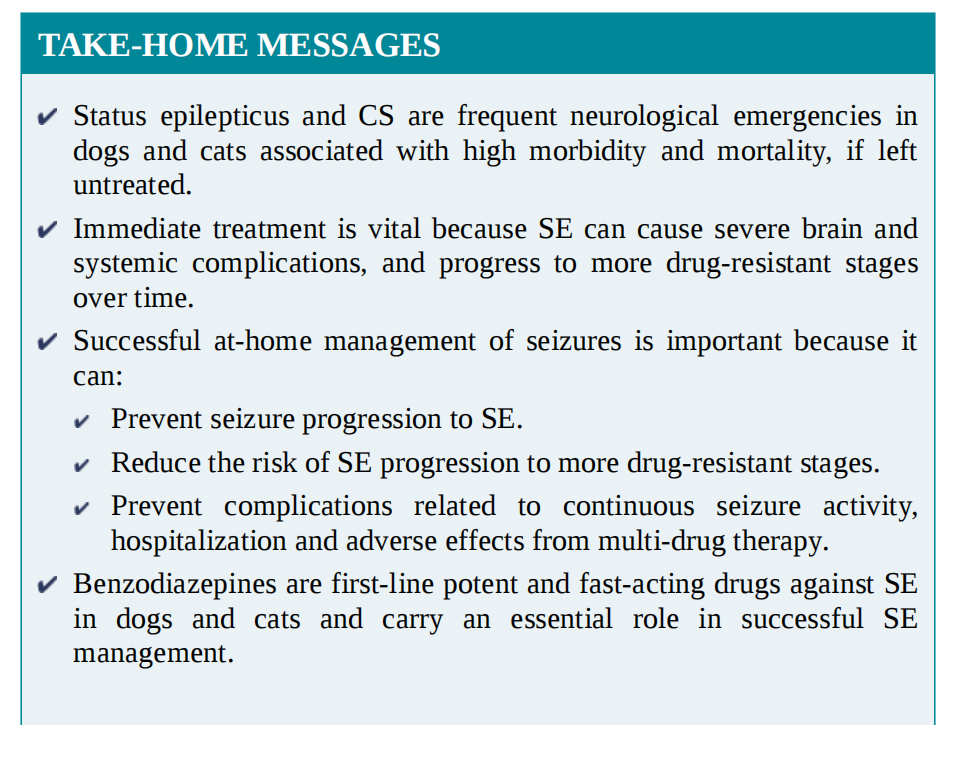 TAKE-HOME MESSAGES
✔ Status epilepticus and CS are frequent neurological emergencies in
dogs and cats associated with high morbidity and mortality, if left
untreated.
✔ Immediate treatment is vital because SE can cause severe brain and
systemic complications, and progress to more drug-resistant stages
over time.
✔ Successful at-home management of seizures is important because it
can:
✔ Prevent seizure progression to SE.
✔ Reduce the risk of SE progression to more drug-resistant stages.
✔ Prevent complications related to continuous seizure activity,
hospitalization and adverse effects from multi-drug therapy.
✔ Benzodiazepines are first-line potent and fast-acting drugs against SE
in dogs and cats and carry an essential role in successful SE
management.